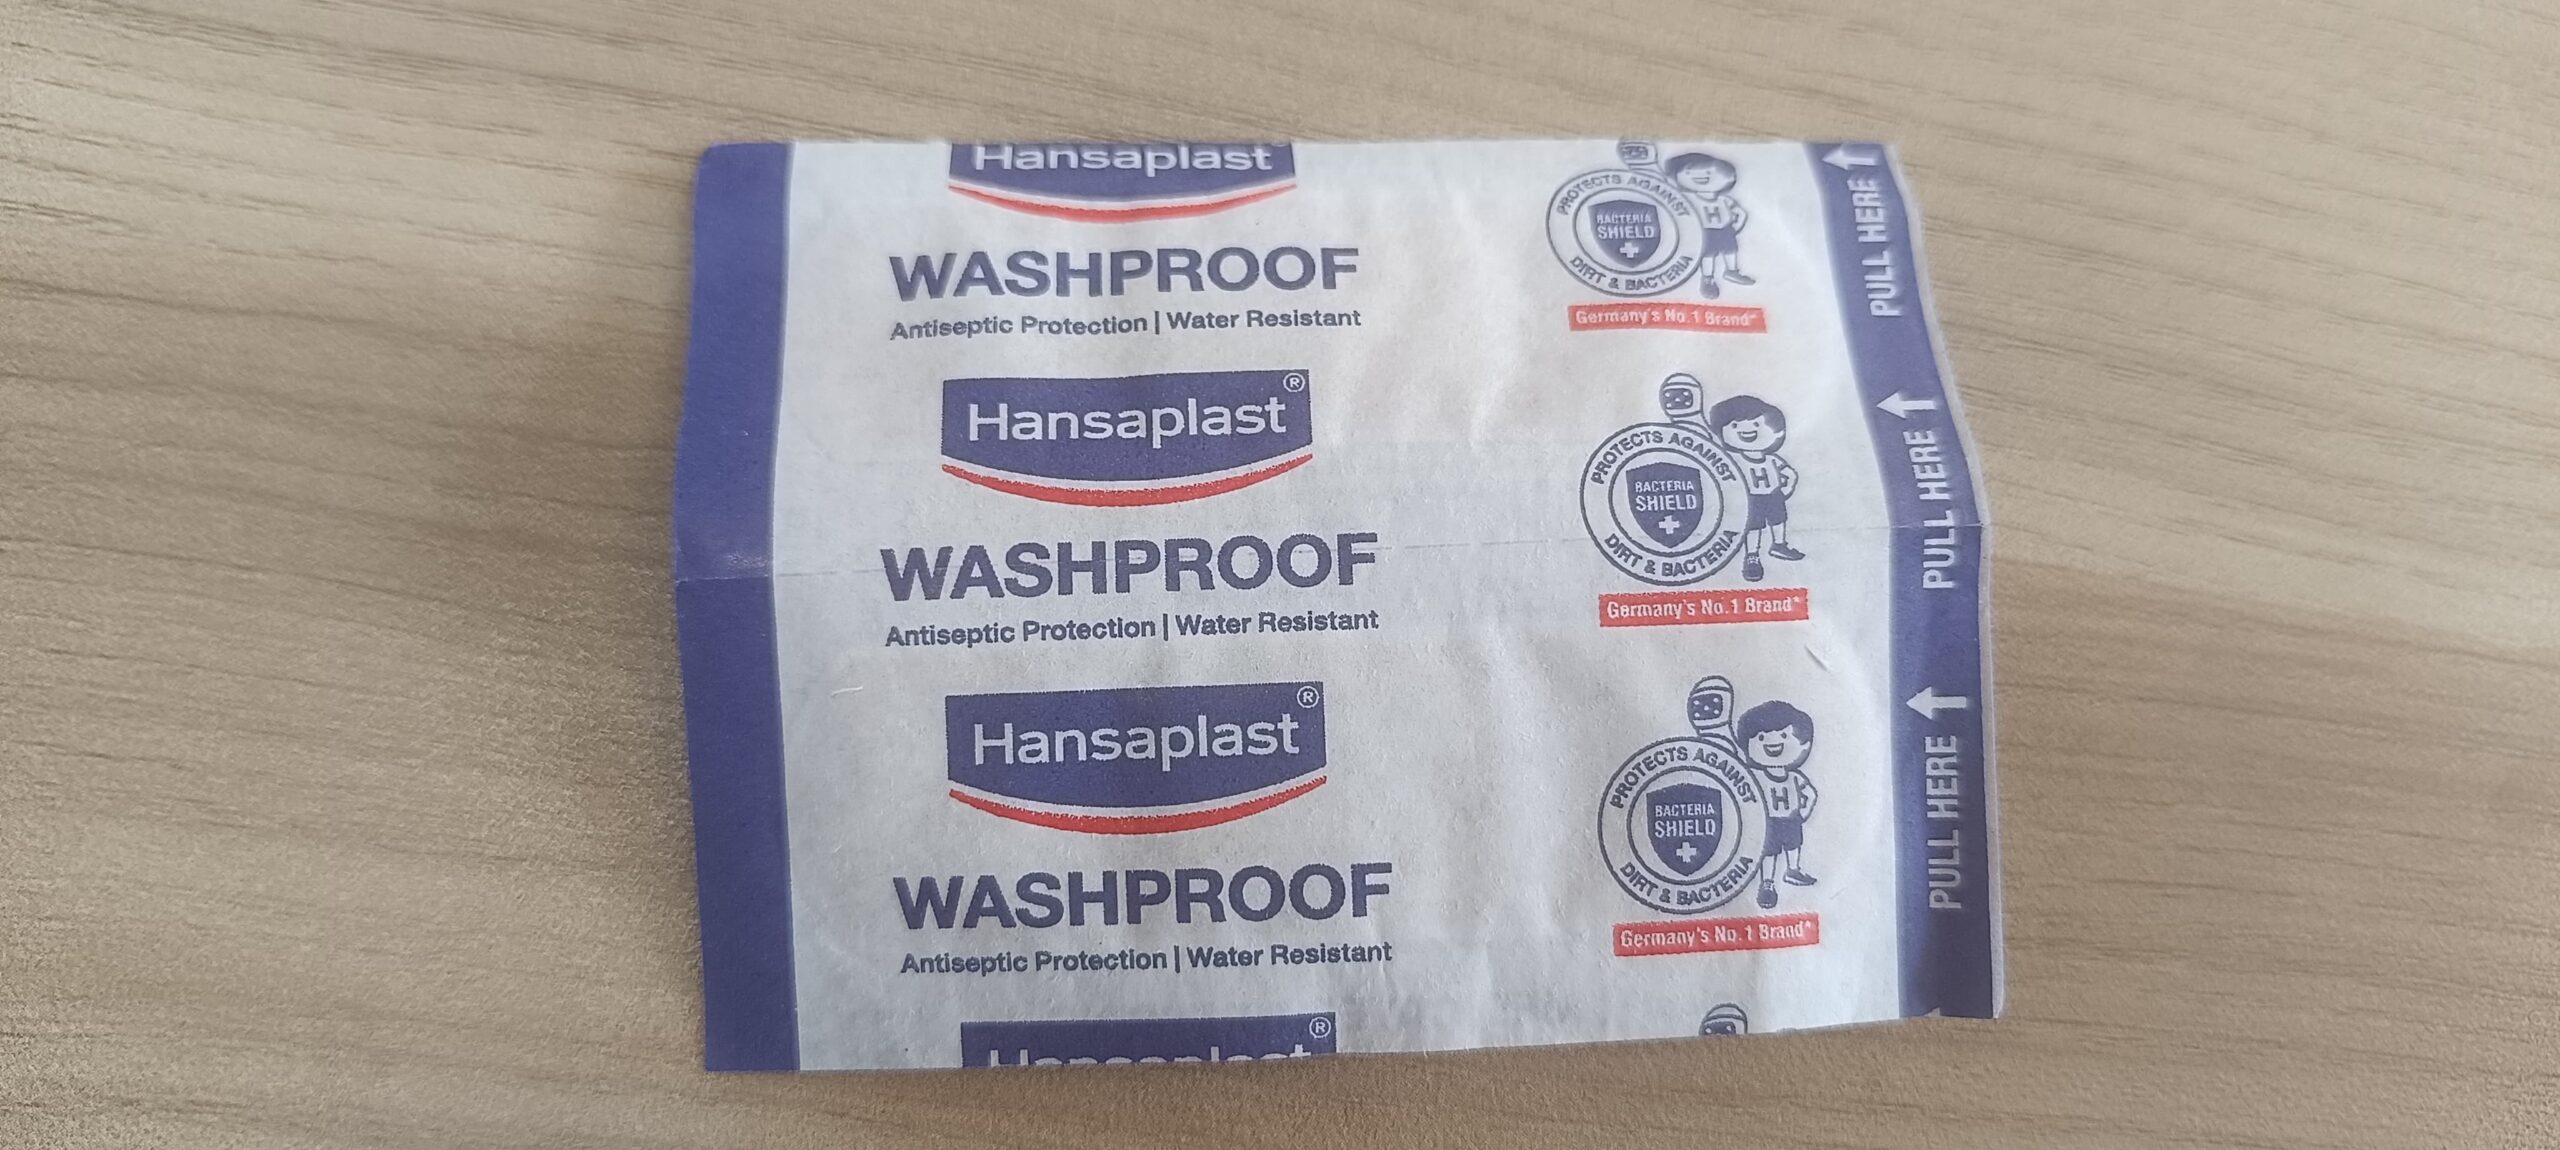 Hansaplast
WASHPROOF
Antiseptic Protection | Water Resistant
PROTECTS AGAINST
BACTERIA
SHIELD
DIRT & BACTERIA
H
Germany's No.1 Brand*
PULL HERE
Hansaplast®
WASHPROOF
Antiseptic Protection | Water Resistant
PROTECTS AGAINST
BACTERIA
SHIELD
DIRT & BACTERIA
H
Germany's No.1 Brand*
PULL HERE
Hansaplast®
WASHPROOF
Antiseptic Protection | Water Resistant
PROTECTS AGAINST
BACTERIA
SHIELD
DIRT & BACTERIA
H
Germany's No.1 Brand*
PULL HERE
Hansaplast®